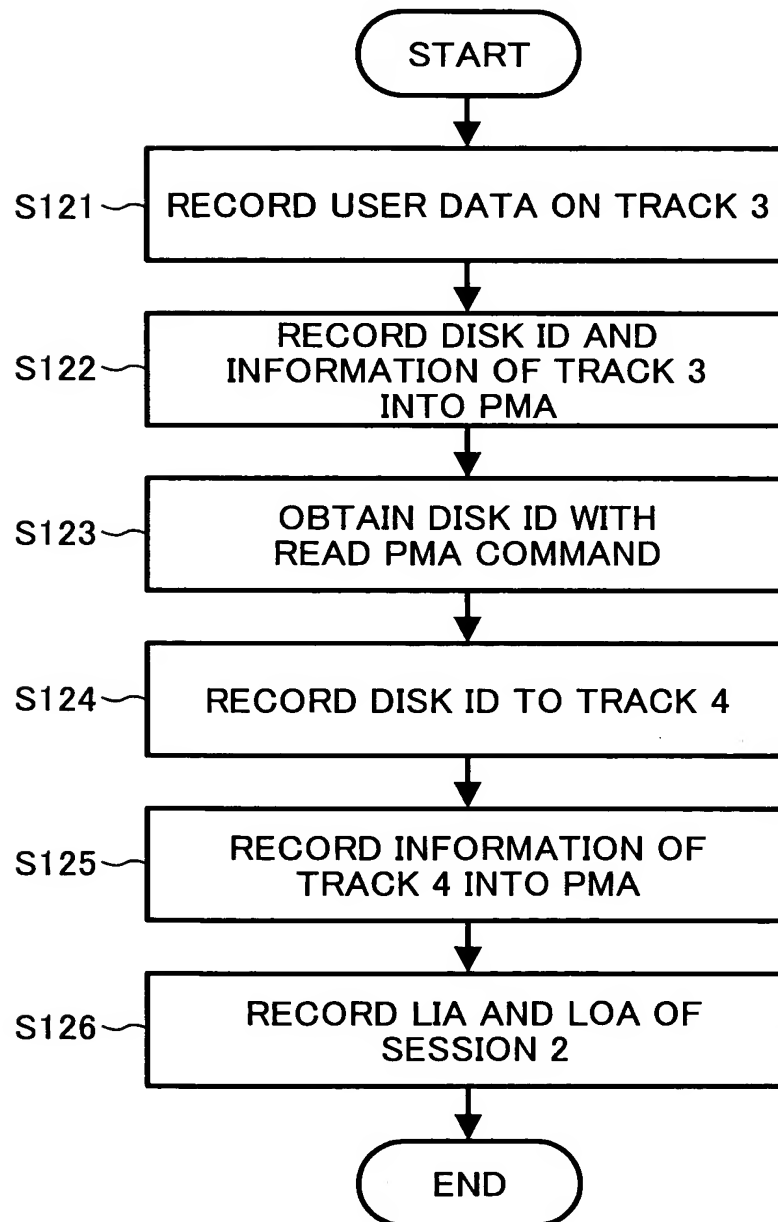 START
S121
RECORD USER DATA ON TRACK 3
S122
RECORD DISK ID AND
INFORMATION OF TRACK 3
INTO PMA
S123
OBTAIN DISK ID WITH
READ PMA COMMAND
S124
RECORD DISK ID TO TRACK 4
S125
RECORD INFORMATION OF
TRACK 4 INTO PMA
S126
RECORD LIA AND LOA OF
SESSION 2
END